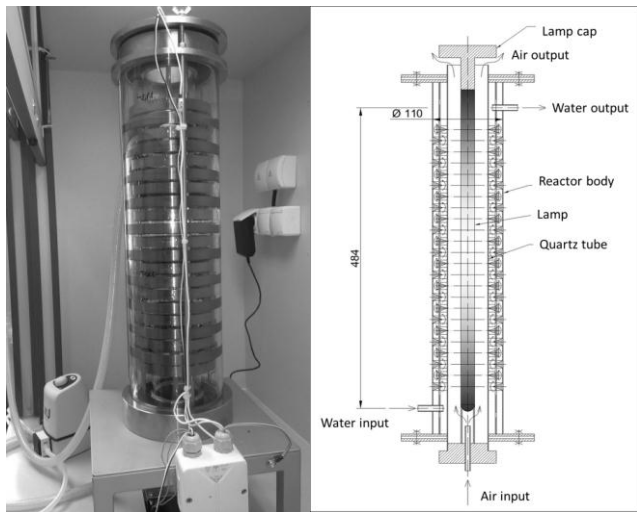 Lamp cap
Air output
Water output
Ø 110
Reactor body
Lamp
484
Quartz tube
Water input
Air input